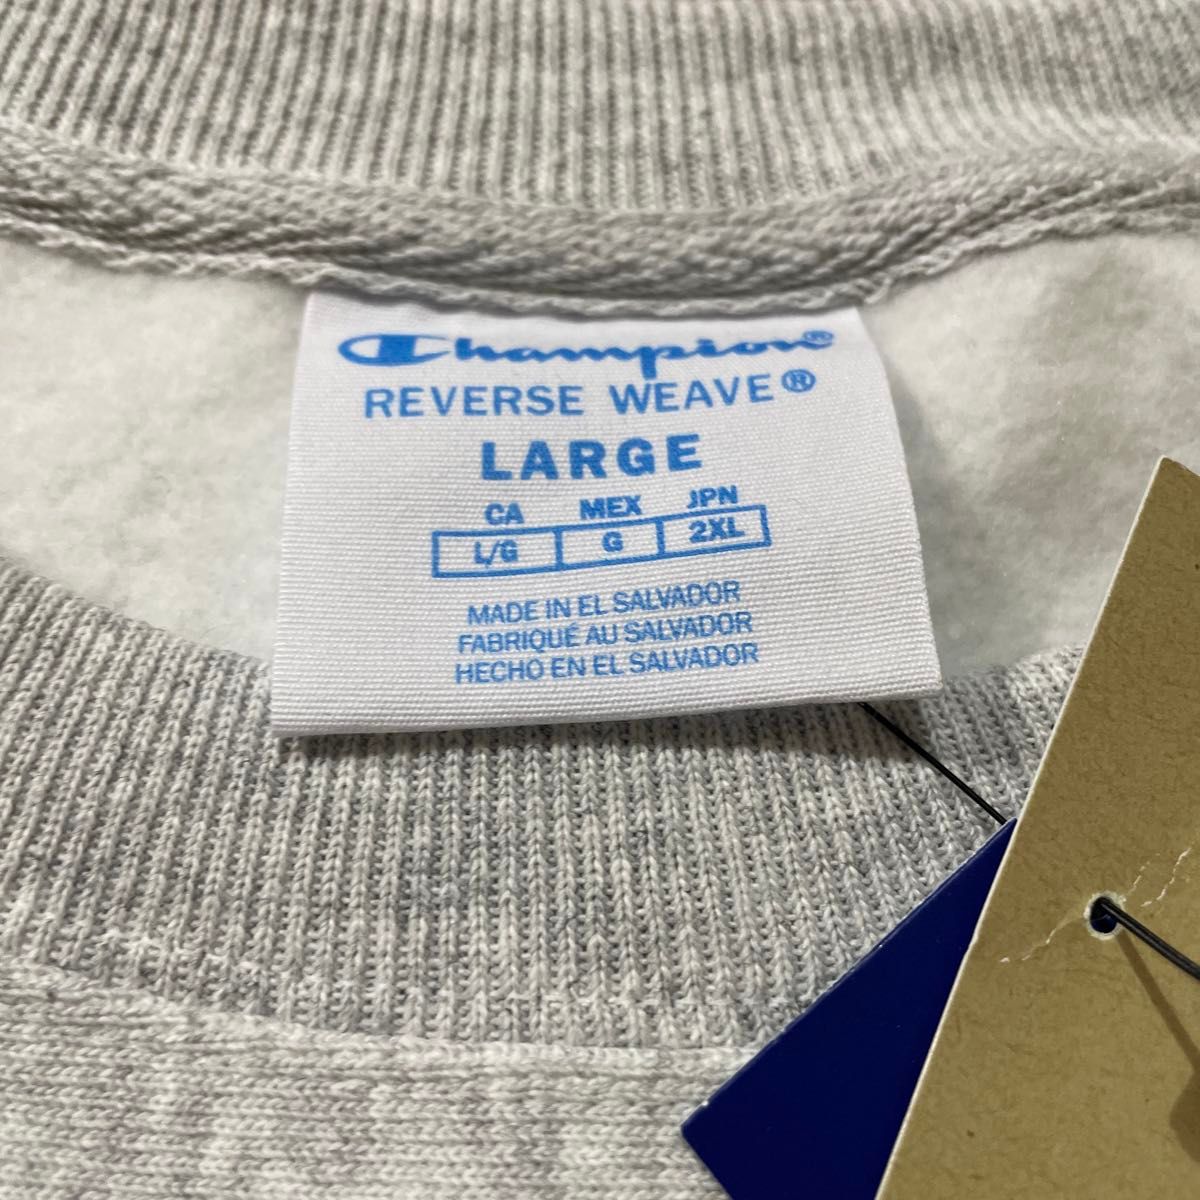 Champion®
REVERSE WEAVE®
LARGE
CA MEX JPN
L/G G 2XL
MADE IN EL SALVADOR
FABRIQUÉ AU SALVADOR
HECHO EN EL SALVADOR